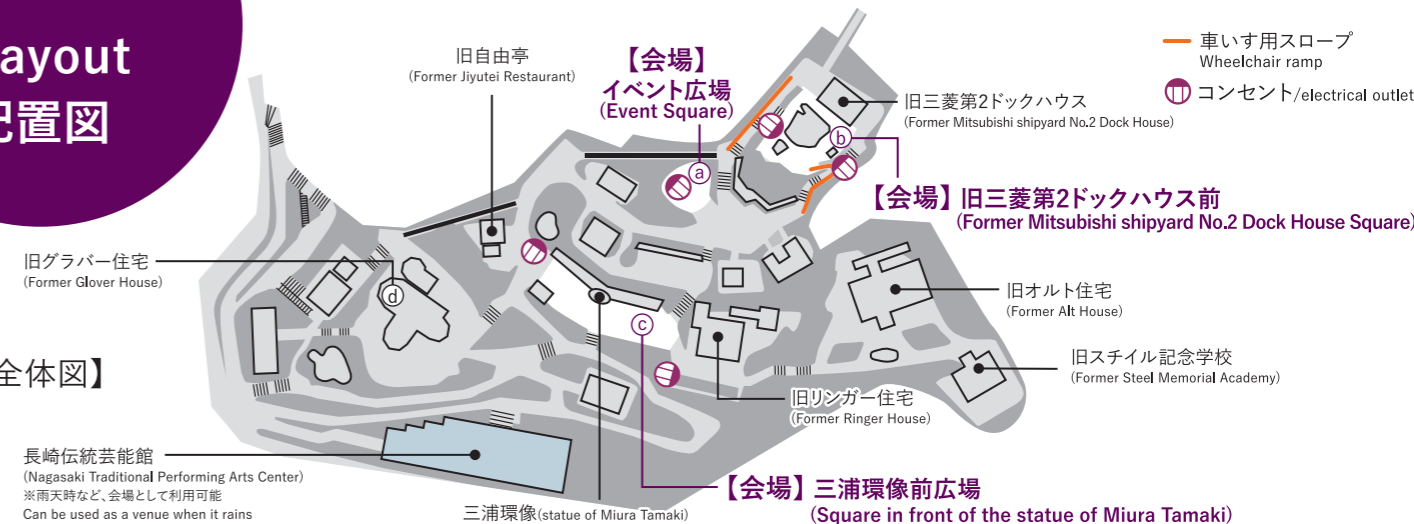 ayout
配置図
旧自由亭
(Former Jiyutei Restaurant)
【会場】
イベント広場
(Event Square)
車いす用スロープ
Wheelchair ramp
コンセント/electrical outlet
旧三菱第2ドックハウス
(Former Mitsubishi shipyard No.2 Dock House)
a
b
【会場】旧三菱第2ドックハウス前
(Former Mitsubishi shipyard No.2 Dock House Square)
旧グラバー住宅
(Former Glover House)
d
c
旧オルト住宅
(Former Alt House)
全体図】
旧スチイル記念学校
(Former Steel Memorial Academy)
旧リンガー住宅
(Former Ringer House)
長崎伝統芸能館
(Nagasaki Traditional Performing Arts Center)
※雨天時など、会場として利用可能
Can be used as a venue when it rains
三浦環像(statue of Miura Tamaki)
【会場】三浦環像前広場
(Square in front of the statue of Miura Tamaki)